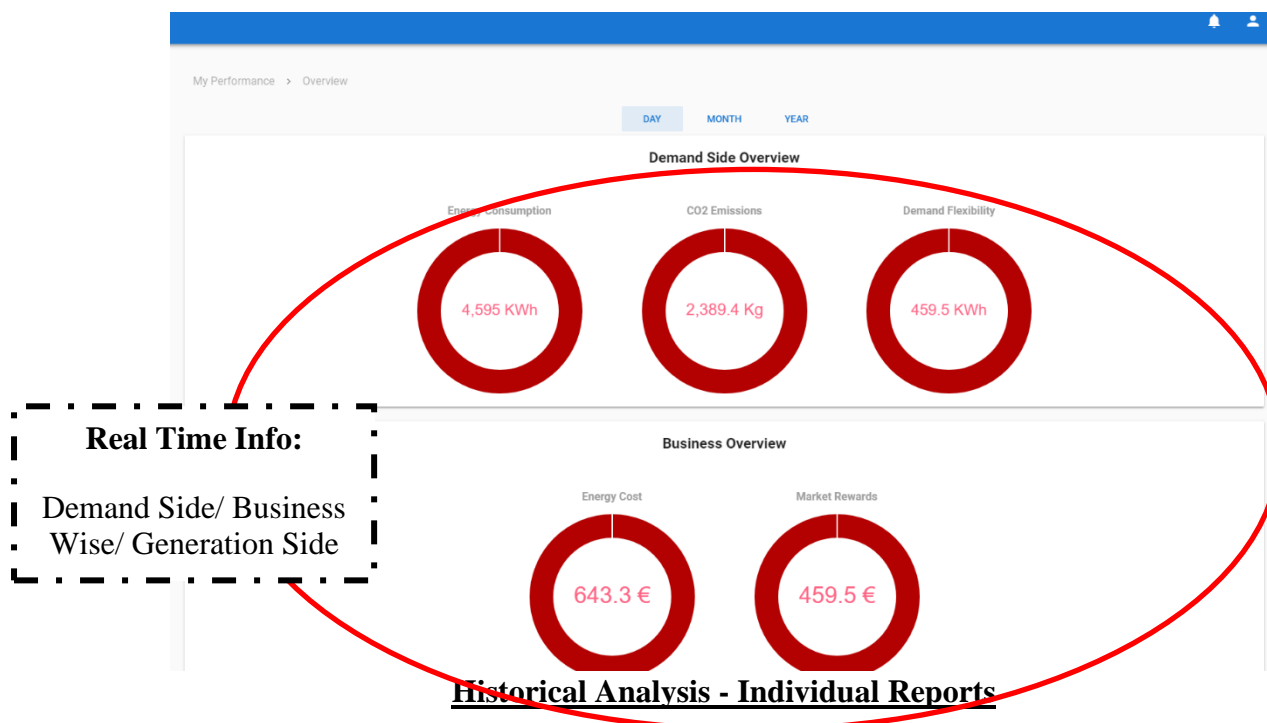 My Performance > Overview
DAY MONTH YEAR
Demand Side Overview
Energy Consumption CO2 Emissions Demand Flexibility
4,595 KWh 2,389.4 Kg 459.5 KWh
Real Time Info:
Demand Side/ Business
Wise/ Generation Side
Business Overview
Energy Cost Market Rewards
643.3 € 459.5 €
Historical Analysis - Individual Reports